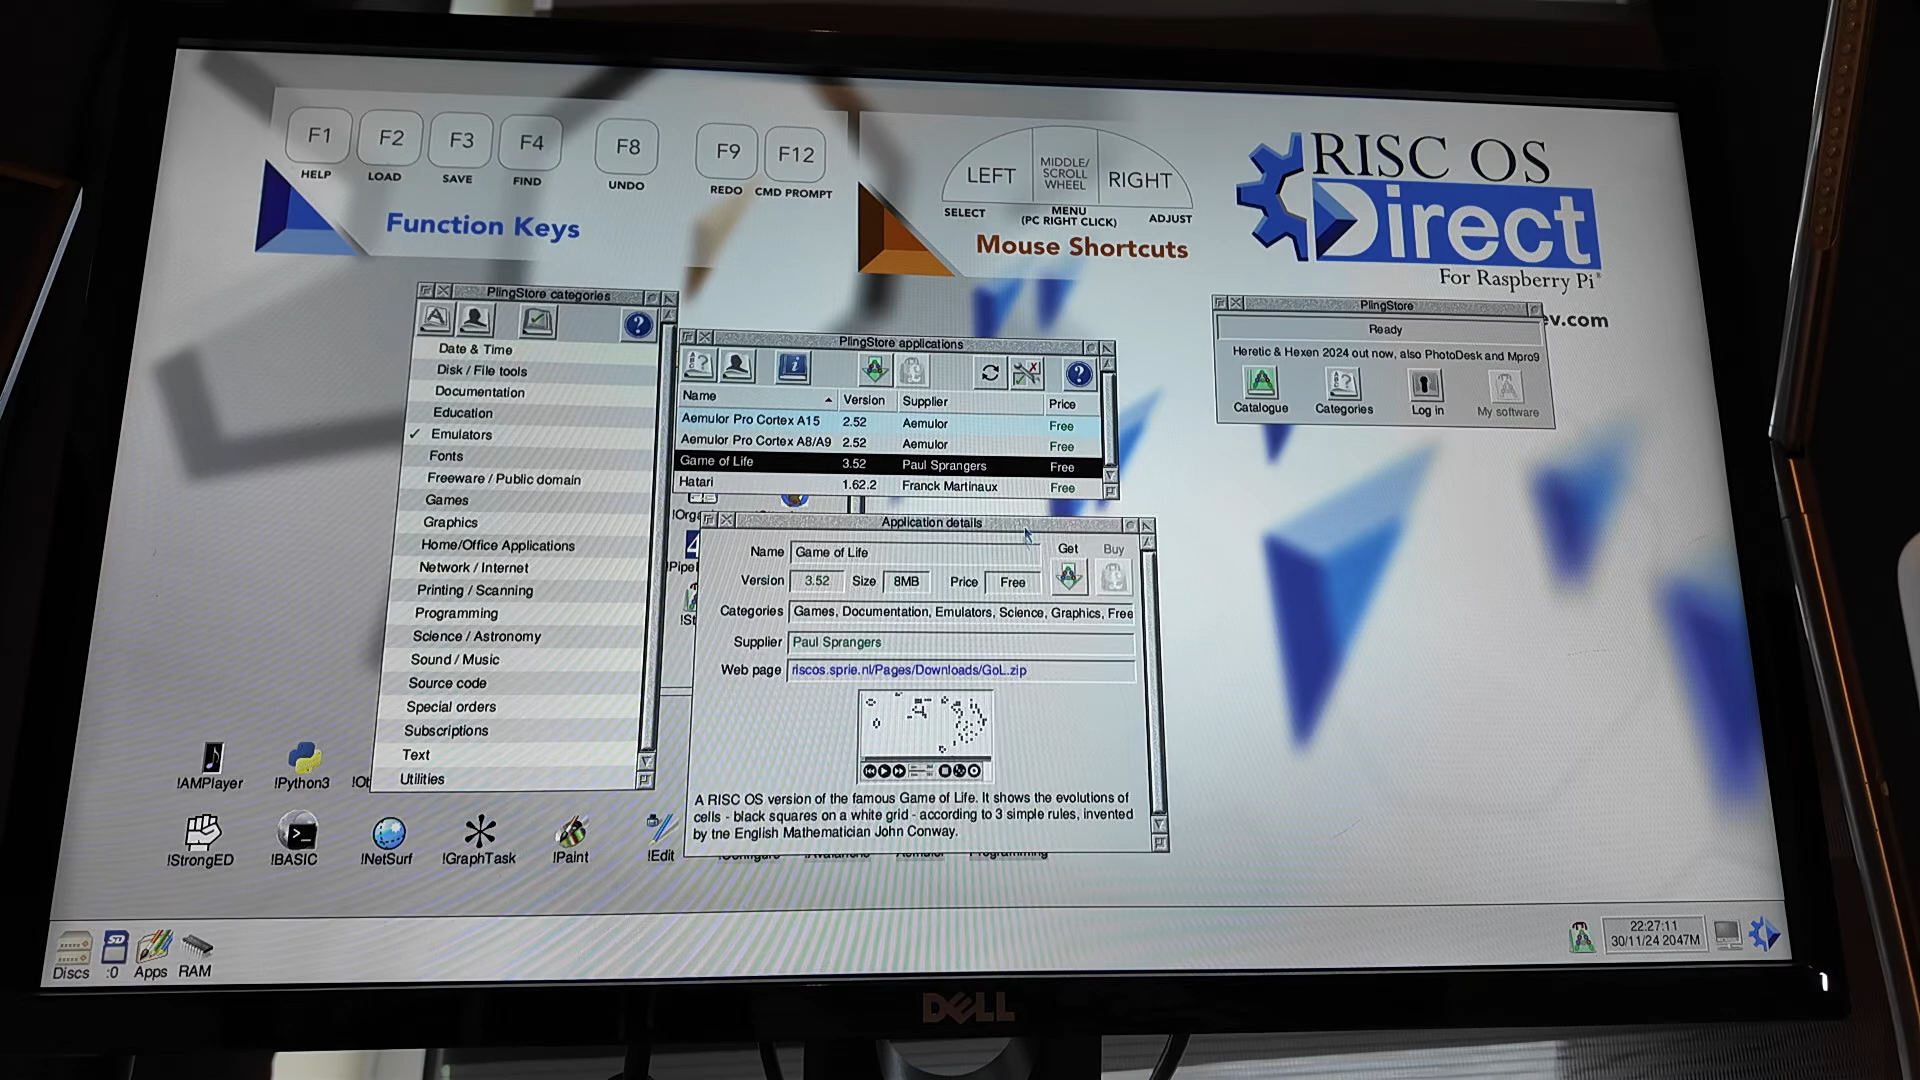 F1 F2 F3 F4 F8 F9 F12
HELP LOAD SAVE FIND UNDO REDO CMD PROMPT
Function Keys
LEFT MIDDLE/ SCROLL WHEEL RIGHT
SELECT MENU (PC RIGHT CLICK) ADJUST
Mouse Shortcuts
RISC OS
Direct
For Raspberry Pi®
ev.com
PlingStore categories
Date & Time
Disk / File tools
Documentation
Education
✓ Emulators
Fonts
Freeware / Public domain
Games
Graphics
Home/Office Applications
Network / Internet
Printing / Scanning
Programming
Science / Astronomy
Sound / Music
Source code
Special orders
Subscriptions
Text
Utilities
PlingStore applications
Name Version Supplier Price
Aemulor Pro Cortex A15 2.52 Aemulor Free
Aemulor Pro Cortex A8/A9 2.52 Aemulor Free
Game of Life 3.52 Paul Sprangers Free
Hatari 1.62.2 Franck Martinaux Free
PlingStore
Ready
Heretic & Hexen 2024 out now, also PhotoDesk and Mpro9
Catalogue Categories Log in My software
!Orga
!Pipe
!St
Application details
Name Game of Life Get Buy
Version 3.52 Size 8MB Price Free
Categories Games, Documentation, Emulators, Science, Graphics, Free
Supplier Paul Sprangers
Web page riscos.sprie.nl/Pages/Downloads/GoL.zip
A RISC OS version of the famous Game of Life. It shows the evolutions of
cells - black squares on a white grid - according to 3 simple rules, invented
by the English Mathematician John Conway.
!AMPlayer !Python3 !Ot
!StrongED !BASIC !NetSurf !GraphTask !Paint !Edit !Configure Aemulor Programming
Discs :0 Apps RAM
22:27:11
30/11/24 2047M
DELL